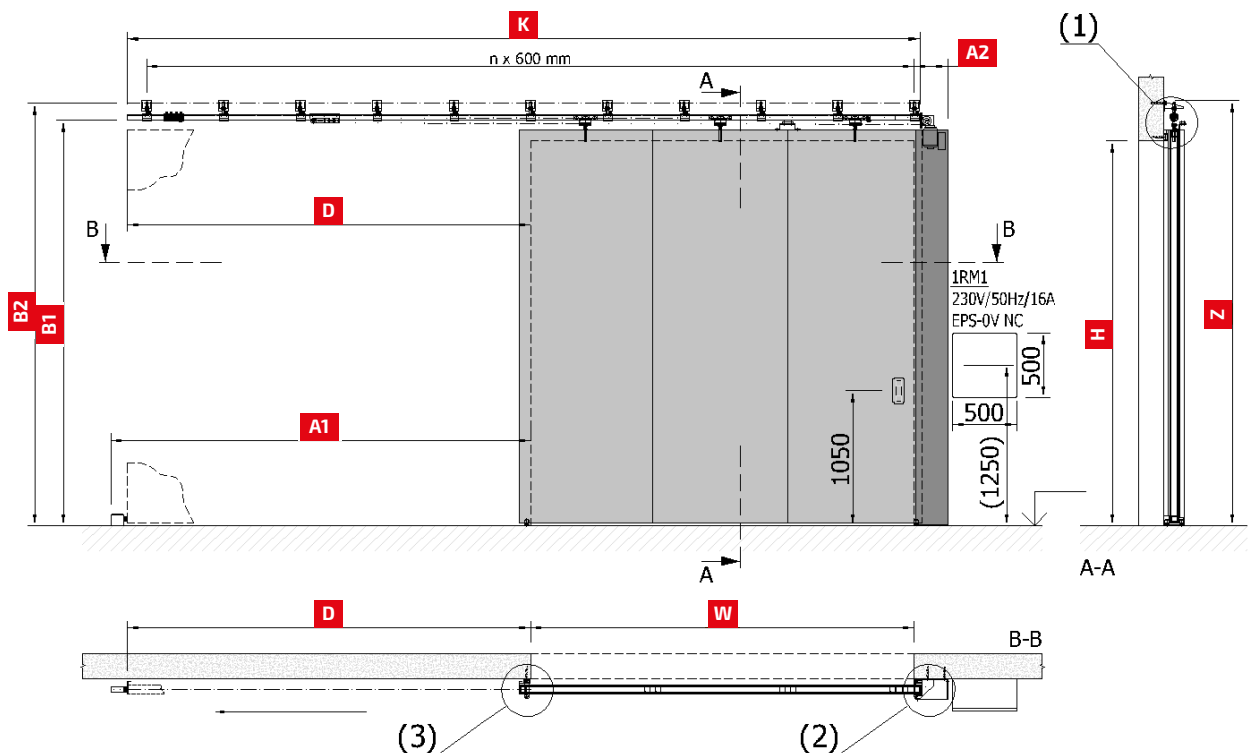 K
(1)
n x 600 mm
A2
A
D
B
B
1RM1
230V/50Hz/16A
EPS-0V NC
B2
B1
H
Z
500
500
A1
1050
(1250)
A
A-A
D
W
B-B
(3)
(2)